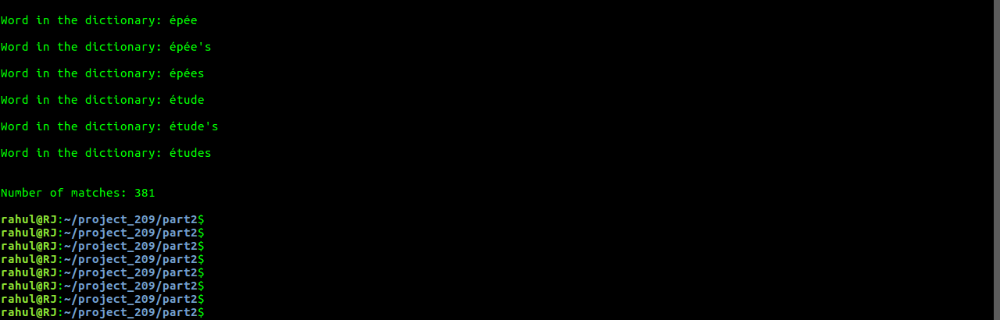 Word in the dictionary: épée
Word in the dictionary: épée's
Word in the dictionary: épées
Word in the dictionary: étude
Word in the dictionary: étude's
Word in the dictionary: études
Number of matches: 381
rahul@RJ:~/project_209/part2$
rahul@RJ:~/project_209/part2$
rahul@RJ:~/project_209/part2$
rahul@RJ:~/project_209/part2$
rahul@RJ:~/project_209/part2$
rahul@RJ:~/project_209/part2$
rahul@RJ:~/project_209/part2$
rahul@RJ:~/project_209/part2$